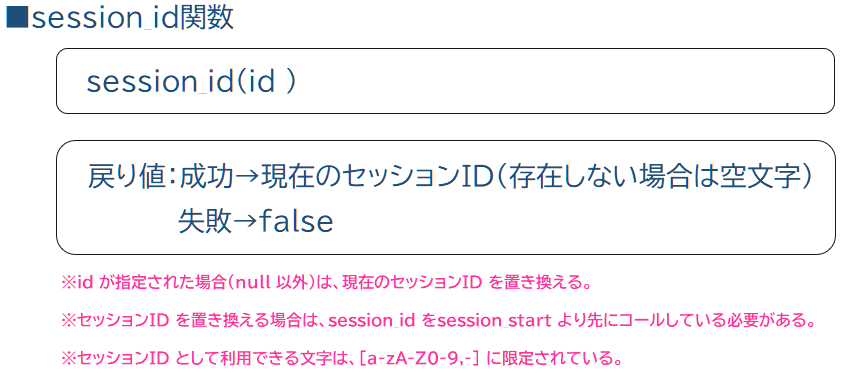 ■session_id関数
session_id(id )
戻り値：成功→現在のセッションID(存在しない場合は空文字)
失敗→false
※id が指定された場合(null 以外)は、現在のセッションID を置き換える。
※セッションID を置き換える場合は、session_id をsession_start より先にコールしている必要がある。
※セッションID として利用できる文字は、[a-zA-Z0-9,-] に限定されている。